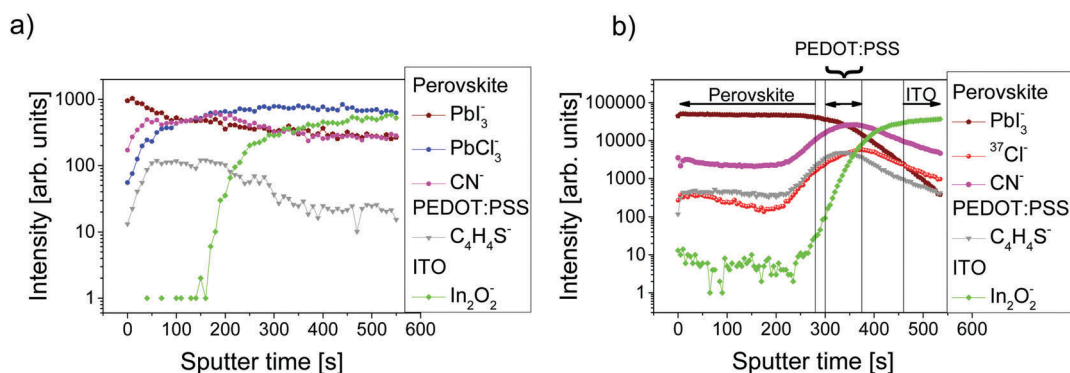 a)
Intensity [arb. units]
1000
100
10
1
0 100 200 300 400 500 600
Sputter time [s]
Perovskite
PbI₃⁻
PbCl₃⁻
CN⁻
PEDOT:PSS
C₄H₄S⁻
ITO
In₂O₂⁻
b)
PEDOT:PSS
Perovskite
ITO
Intensity [arb. units]
100000
10000
1000
100
10
1
0 100 200 300 400 500 600
Sputter time [s]
Perovskite
PbI₃⁻
³⁷Cl⁻
CN⁻
PEDOT:PSS
C₄H₄S⁻
ITO
In₂O₂⁻